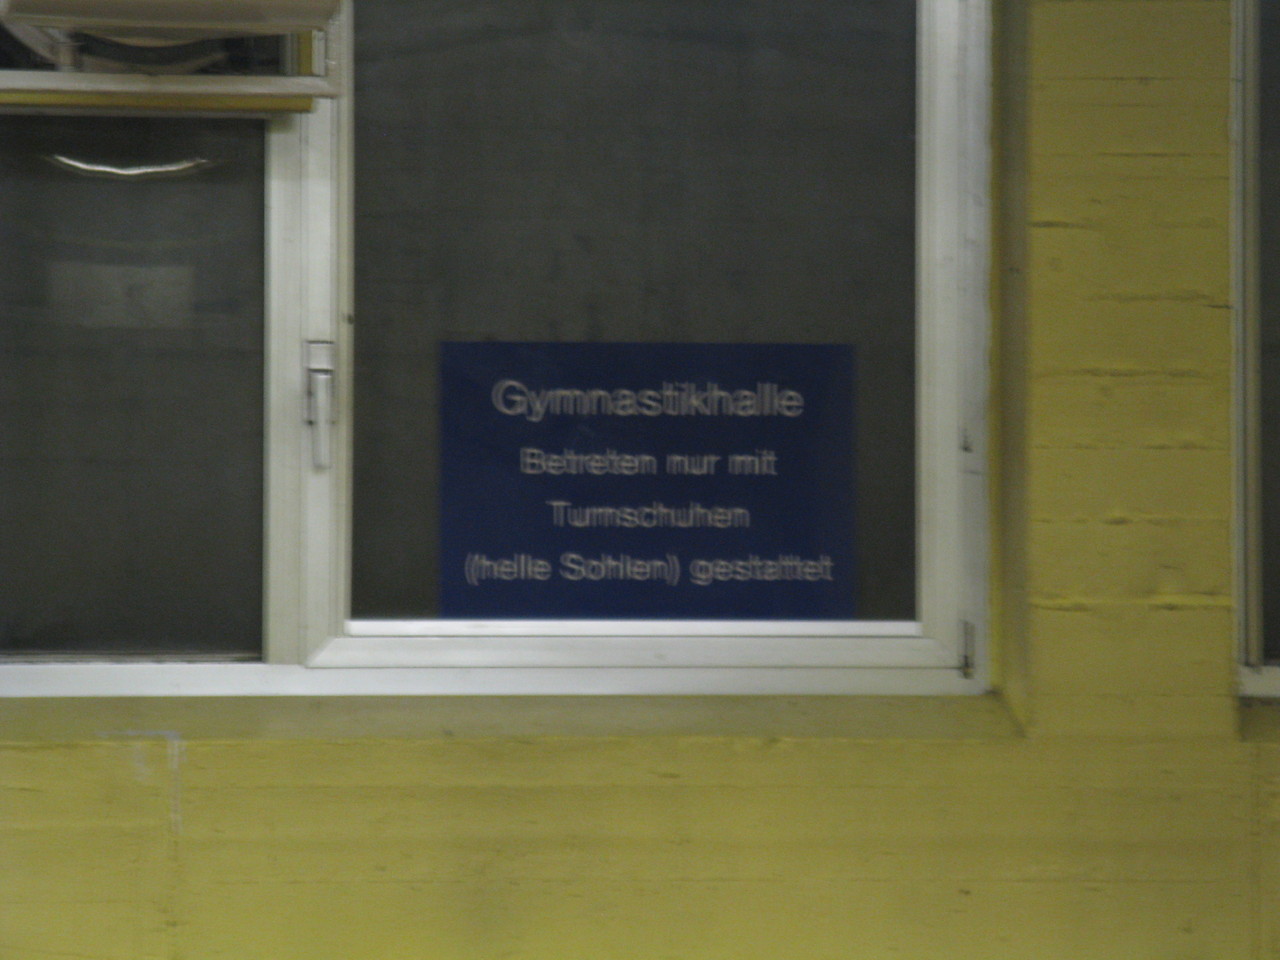 Gymnastikhalle
Betreten nur mit
Turnschuhen
(helle Sohlen) gestattet